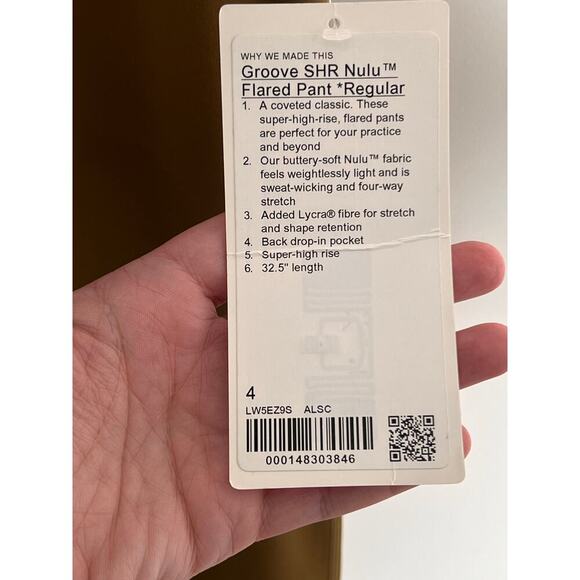 WHY WE MADE THIS
Groove SHR Nulu™
Flared Pant *Regular
1. A coveted classic. These
super-high-rise, flared pants
are perfect for your practice
and beyond
2. Our buttery-soft Nulu™ fabric
feels weightlessly light and is
sweat-wicking and four-way
stretch
3. Added Lycra® fibre for stretch
and shape retention
4. Back drop-in pocket
5. Super-high rise
6. 32.5" length
4
LW5EZ9S ALSC
000148303846